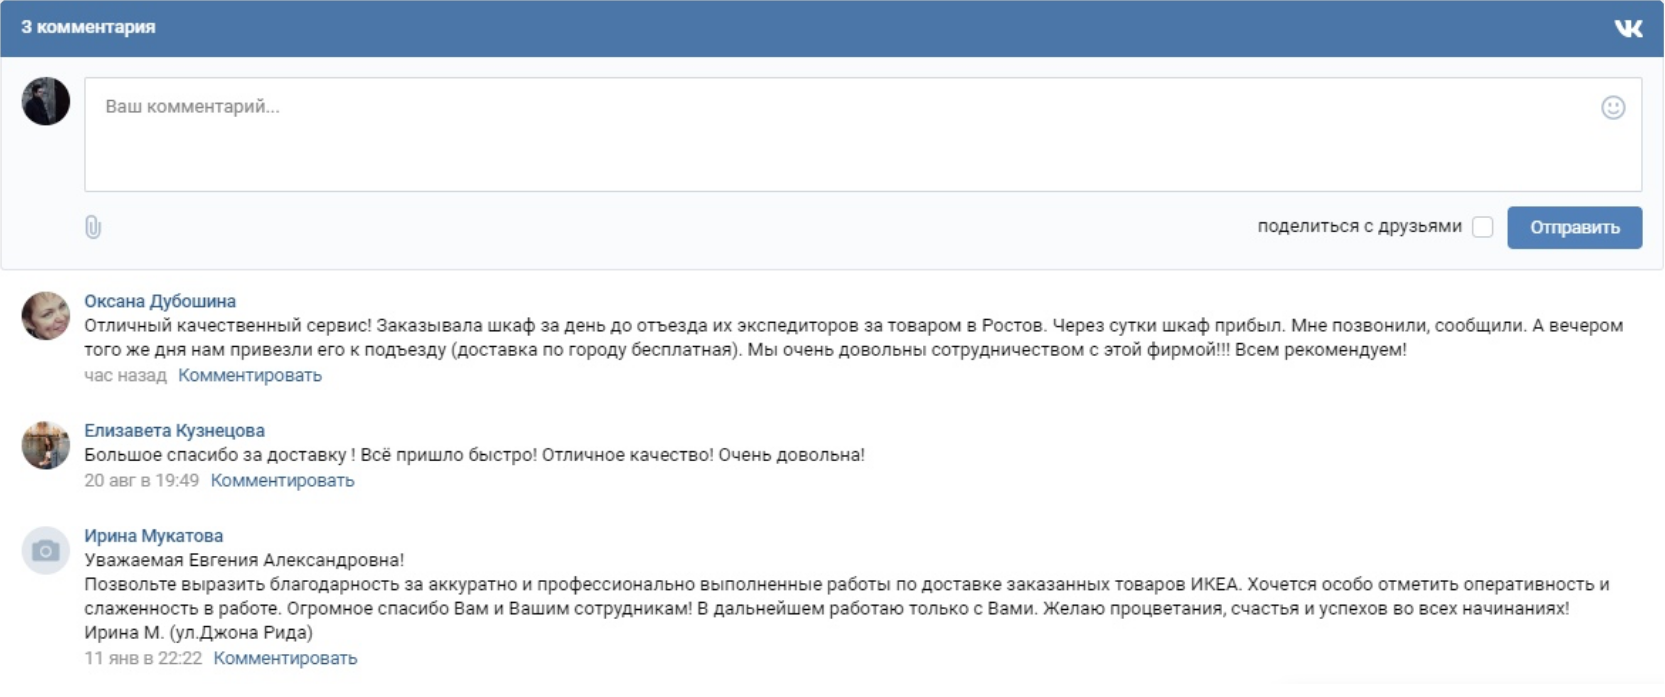 3 комментария
Ваш комментарий...
поделиться с друзьями
Отправить
Оксана Дубошина
Отличный качественный сервис! Заказывала шкаф за день до отъезда их экспедиторов за товаром в Ростов. Через сутки шкаф прибыл. Мне позвонили, сообщили. А вечером
того же дня нам привезли его к подъезду (доставка по городу бесплатная). Мы очень довольны сотрудничеством с этой фирмой!!! Всем рекомендуем!
час назад Комментировать
Елизавета Кузнецова
Большое спасибо за доставку ! Всё пришло быстро! Отличное качество! Очень довольна!
20 авг в 19:49 Комментировать
Ирина Мукатова
Уважаемая Евгения Александровна!
Позвольте выразить благодарность за аккуратно и профессионально выполненные работы по доставке заказанных товаров ИКЕА. Хочется особо отметить оперативность и
слаженность в работе. Огромное спасибо Вам и Вашим сотрудникам! В дальнейшем работаю только с Вами. Желаю процветания, счастья и успехов во всех начинаниях!
Ирина М. (ул.Джона Рида)
11 янв в 22:22 Комментировать